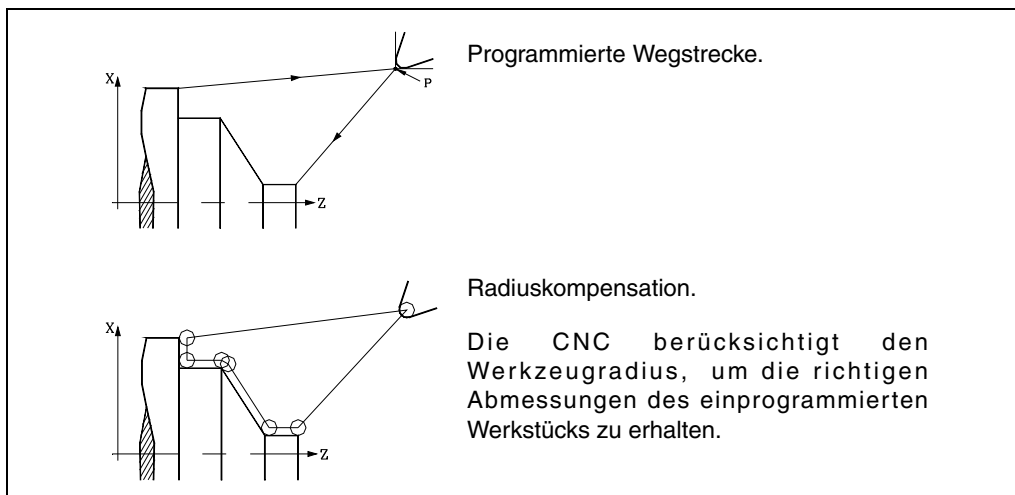 Programmierte Wegstrecke.
X
P
Z
Radiuskompensation.
X
Die CNC berücksichtigt den
Werkzeugradius, um die richtigen
Abmessungen des einprogrammierten
Werkstücks zu erhalten.
Z